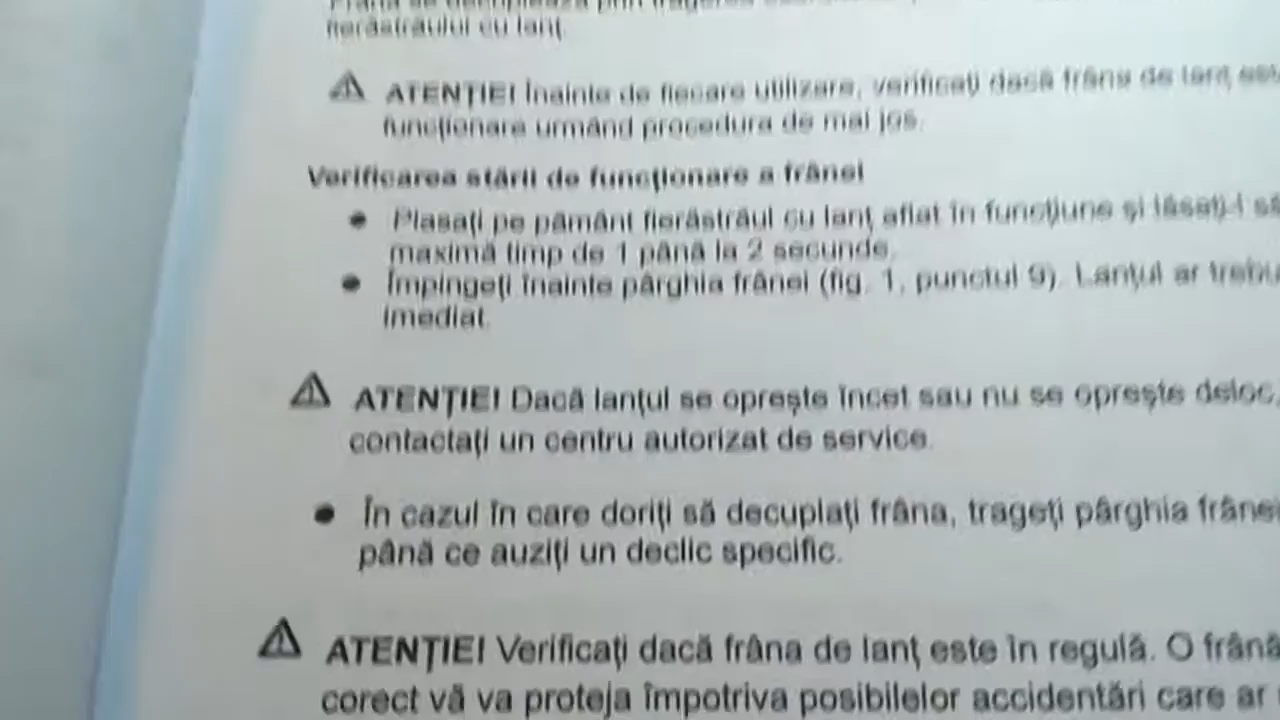 fierăstrăului cu lanț.
ATENȚIE! Înainte de fiecare utilizare, verificați dacă frâna de lanț este
funcționare urmând procedura de mai jos.
Verificarea stării de funcționare a frânei
● Plasați pe pământ fierăstrăul cu lanț aflat în funcțiune și lăsați-l să
maximă timp de 1 până la 2 secunde.
● Împingeți înainte pârghia frânei (fig. 1, punctul 9). Lanțul ar
imediat.
ATENȚIE! Dacă lanțul se oprește încet sau nu se oprește deloc,
contactați un centru autorizat de service.
● În cazul în care doriți să decuplați frâna, trageți pârghia frânei
până ce auziți un declic specific.
ATENȚIE! Verificați dacă frâna de lanț este în regulă. O frână
corect vă va proteja împotriva posibilelor accidentări care ar